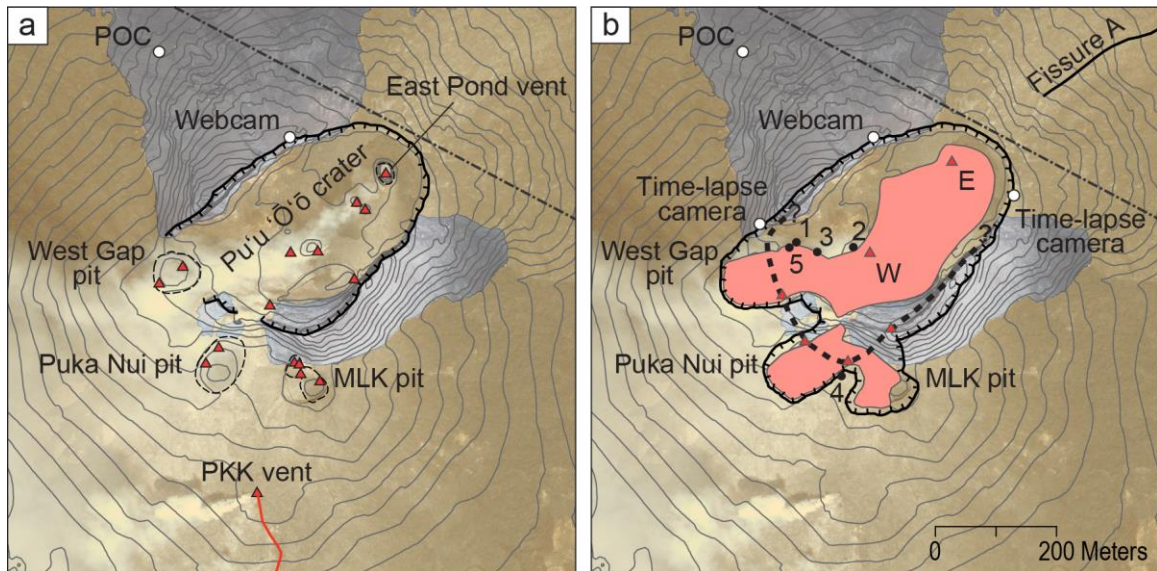 a
POC
East Pond vent
Webcam
Pu‘u ‘Ō‘ō crater
West Gap
pit
Puka Nui pit
MLK pit
PKK vent
b
POC
Fissure A
Webcam
Time-lapse
camera
E
?
1
2
3
Time-lapse
camera
?
West Gap
pit
5
W
Puka Nui pit
MLK pit
4
0
200 Meters